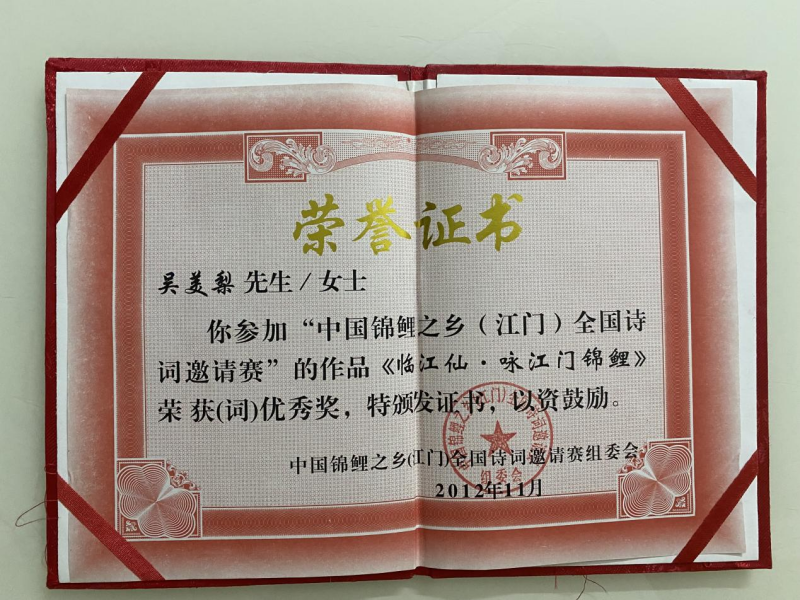 荣誉证书
吴美梨 先生／女士
你参加“中国锦鲤之乡（江门）全国诗
词邀请赛”的作品《临江仙·咏江门锦鲤》
荣 获(词)优秀奖，特颁发证书，以资鼓励。
中国锦鲤之乡(江门)全国诗词邀请赛组委会
2012年11月
组委会